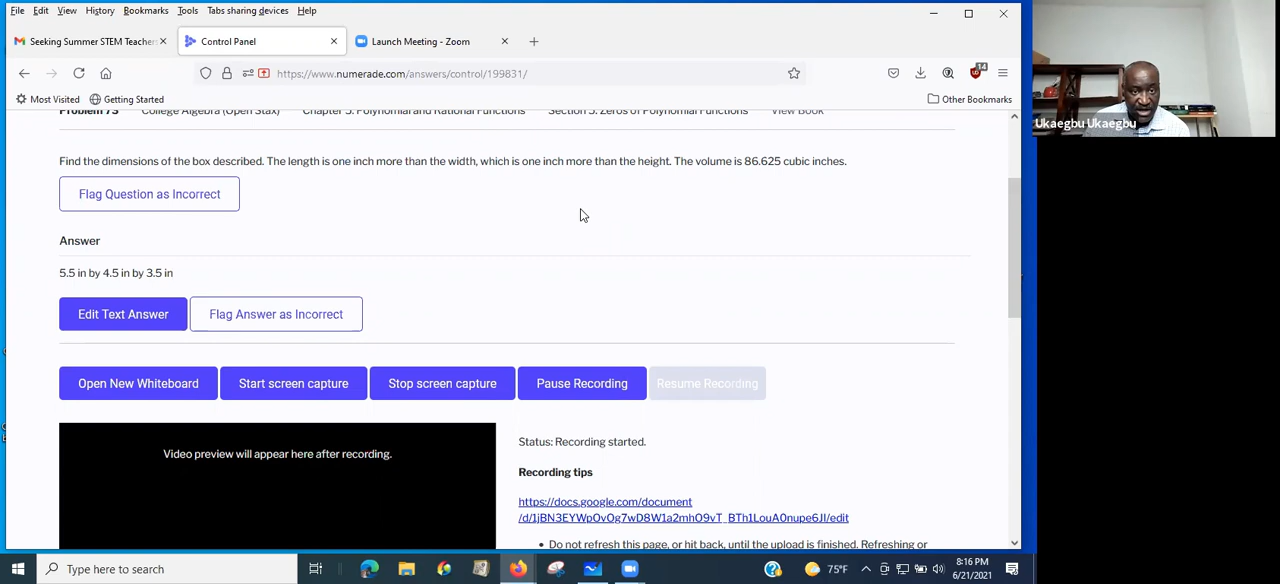 File Edit View History Bookmarks Tools Tabs sharing devices Help
Seeking Summer STEM Teachers
Control Panel
Launch Meeting - Zoom
https://www.numerade.com/answers/control/199831/
14
Most Visited Getting Started Other Bookmarks
Problem 73 College Algebra (Open Stax) Chapter 5: Polynomial and Rational Functions Section 5: Zeros of Polynomial Functions View Book
Find the dimensions of the box described. The length is one inch more than the width, which is one inch more than the height. The volume is 86.625 cubic inches.
Flag Question as Incorrect
Answer
5.5 in by 4.5 in by 3.5 in
Edit Text Answer Flag Answer as Incorrect
Open New Whiteboard Start screen capture Stop screen capture Pause Recording Resume Recording
Video preview will appear here after recording.
Status: Recording started.
Recording tips
https://docs.google.com/document
• Do not refresh this page, or hit back, until the upload is finished. Refreshing or
Ukaegbu Ukaegbu
Type here to search
75°F
8:16 PM
6/21/2021